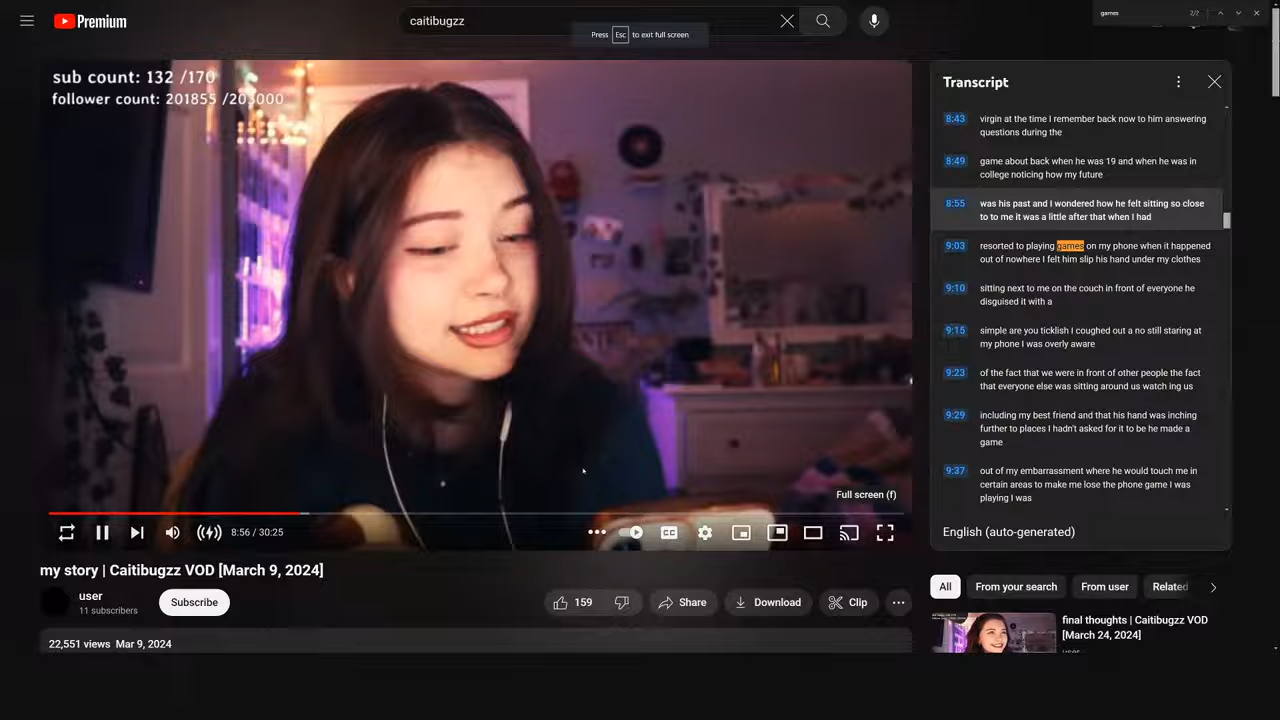 Premium
caitibugzz
Press Esc to exit full screen
games
2/2
sub count: 132 /170
follower count: 201855 /203000
Transcript
8:43 virgin at the time I remember back now to him answering
questions during the
8:49 game about back when he was 19 and when he was in
college noticing how my future
8:55 was his past and I wondered how he felt sitting so close
to to me it was a little after that when I had
9:03 resorted to playing games on my phone when it happened
out of nowhere I felt him slip his hand under my clothes
9:10 sitting next to me on the couch in front of everyone he
disguised it with a
9:15 simple are you ticklish I coughed out a no still staring at
my phone I was overly aware
9:23 of the fact that we were in front of other people the fact
that everyone else was sitting around us watch ing us
9:29 including my best friend and that his hand was inching
further to places I hadn't asked for it to be he made a
game
9:37 out of my embarrassment where he would touch me in
certain areas to make me lose the phone game I was
playing I was
English (auto-generated)
Full screen (f)
8:56 / 30:25
CC
my story | Caitibugzz VOD [March 9, 2024]
user
11 subscribers
Subscribe
159
Share
Download
Clip
22,551 views Mar 9, 2024
All
From your search
From user
Related
final thoughts | Caitibugzz VOD
[March 24, 2024]